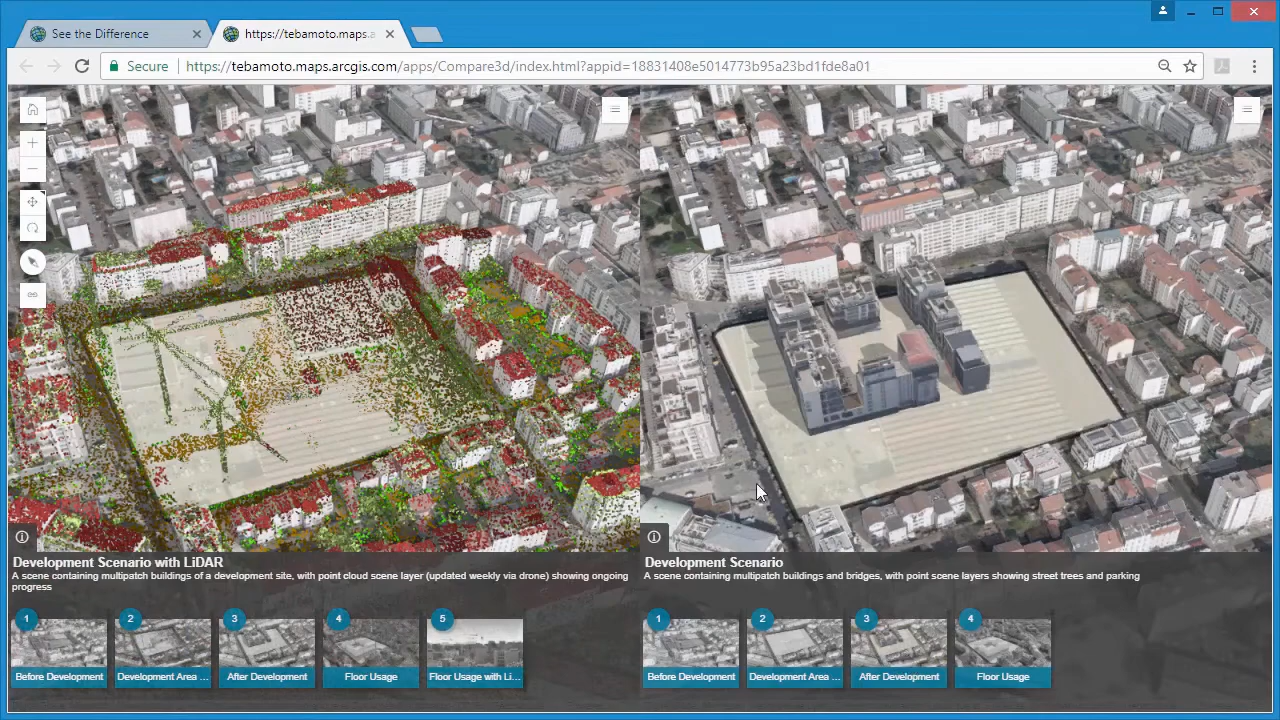 See the Difference
https://tebamoto.maps.a
Secure
https://tebamoto.maps.arcgis.com/apps/Compare3d/index.html?appid=18831408e5014773b95a23bd1fde8a01
Development Scenario with LiDAR
A scene containing multipatch buildings of a development site, with point cloud scene layer (updated weekly via drone) showing ongoing
progress
1
2
3
4
5
Before Development
Development Area ...
After Development
Floor Usage
Floor Usage with Li...
Development Scenario
A scene containing multipatch buildings and bridges, with point scene layers showing street trees and parking
1
2
3
4
Before Development
Development Area ...
After Development
Floor Usage